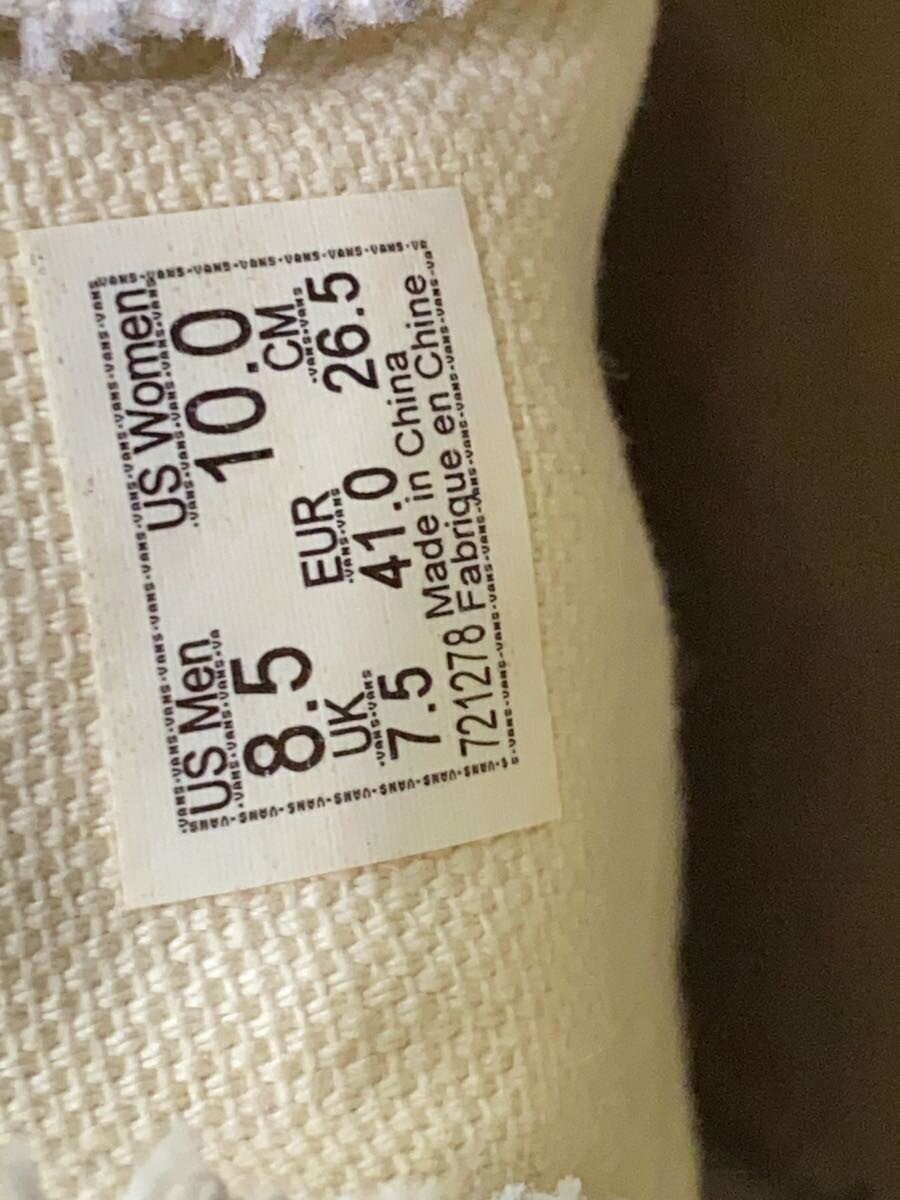 US Men US Women
8.5 10.0
UK EUR CM
7.5 41.0 26.5
721278 Made in China
Fabrique en Chine